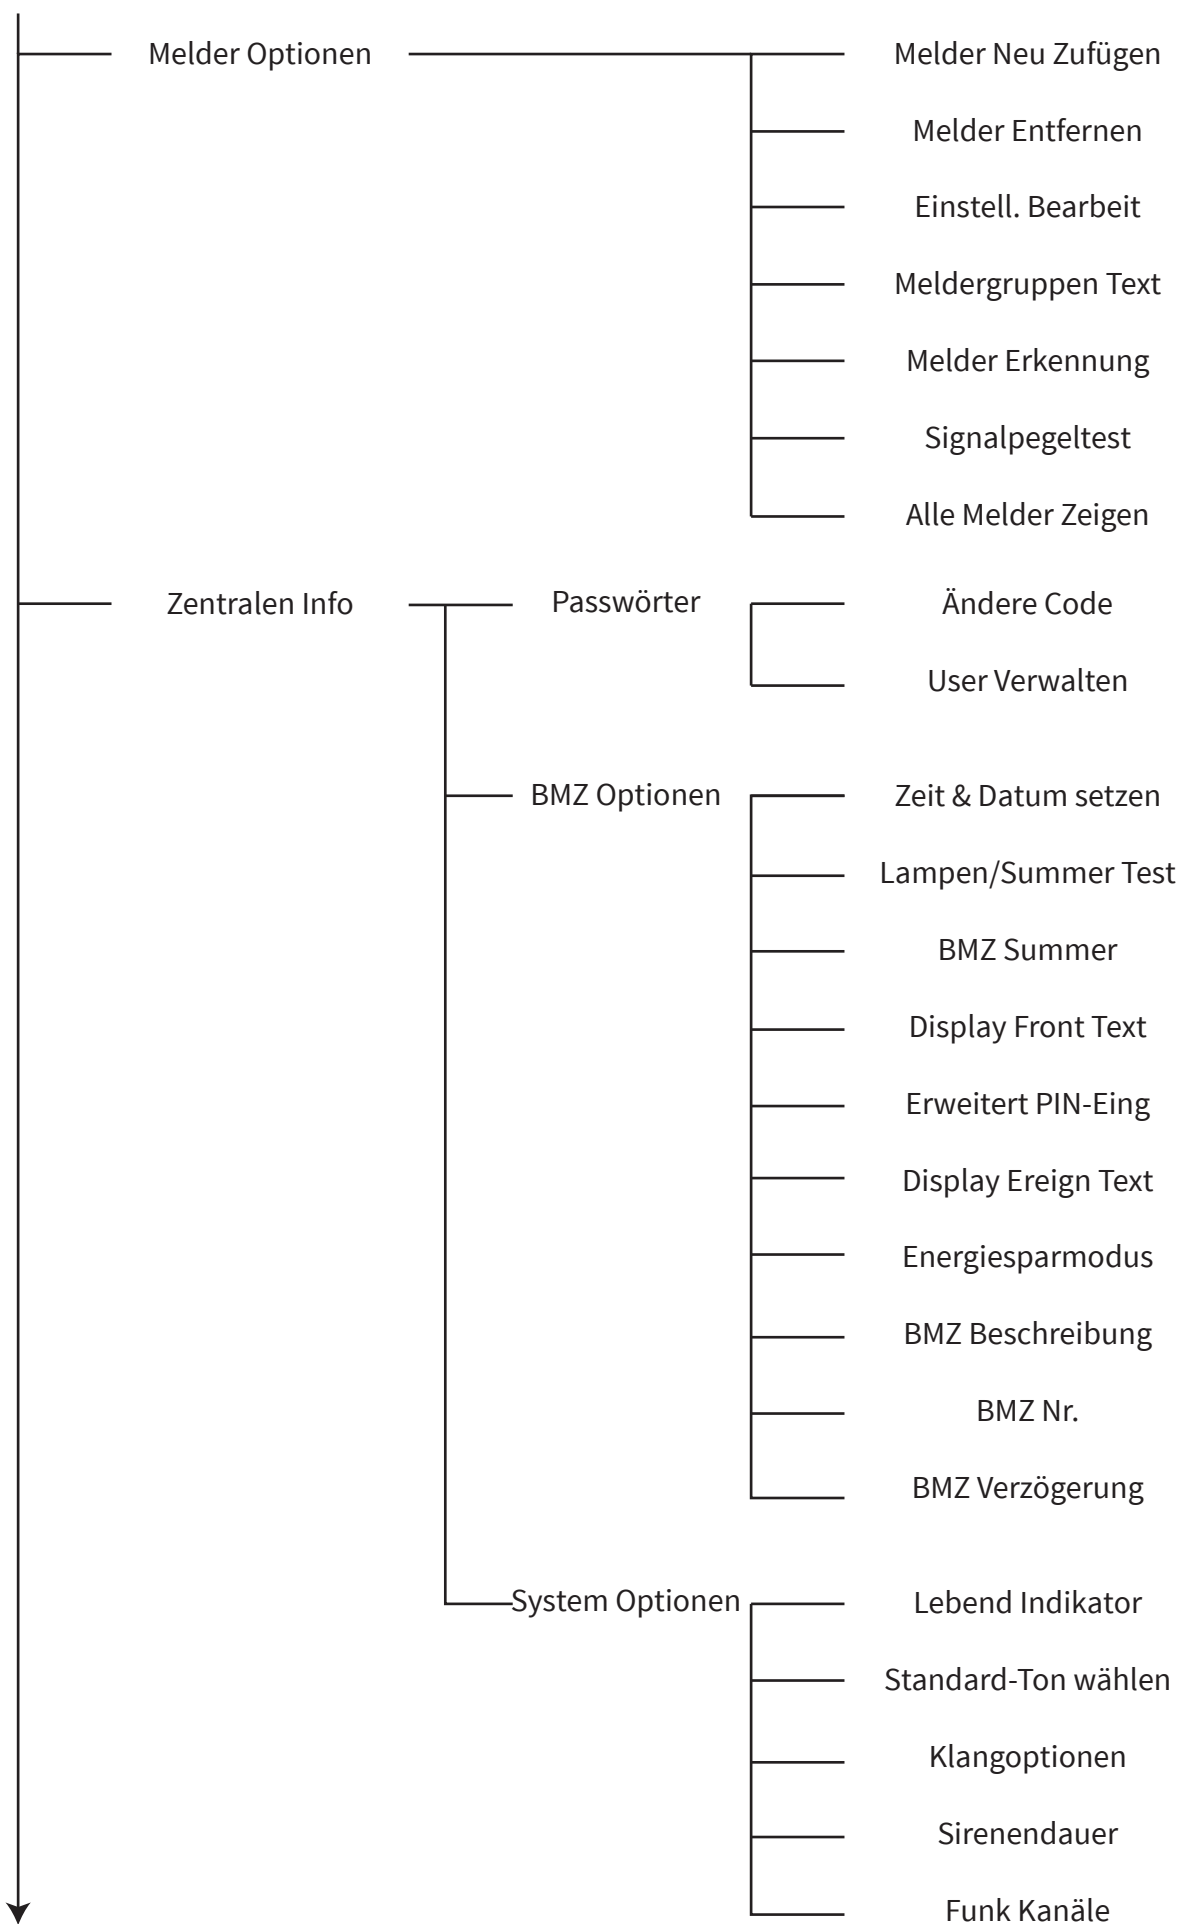 Melder Optionen
Melder Neu Zufügen
Melder Entfernen
Einstell. Bearbeit
Meldergruppen Text
Melder Erkennung
Signalpegeltest
Alle Melder Zeigen
Zentralen Info
Passwörter
Ändere Code
User Verwalten
BMZ Optionen
Zeit & Datum setzen
Lampen/Summer Test
BMZ Summer
Display Front Text
Erweitert PIN-Eing
Display Ereign Text
Energiesparmodus
BMZ Beschreibung
BMZ Nr.
BMZ Verzögerung
System Optionen
Lebend Indikator
Standard-Ton wählen
Klangoptionen
Sirenendauer
Funk Kanäle